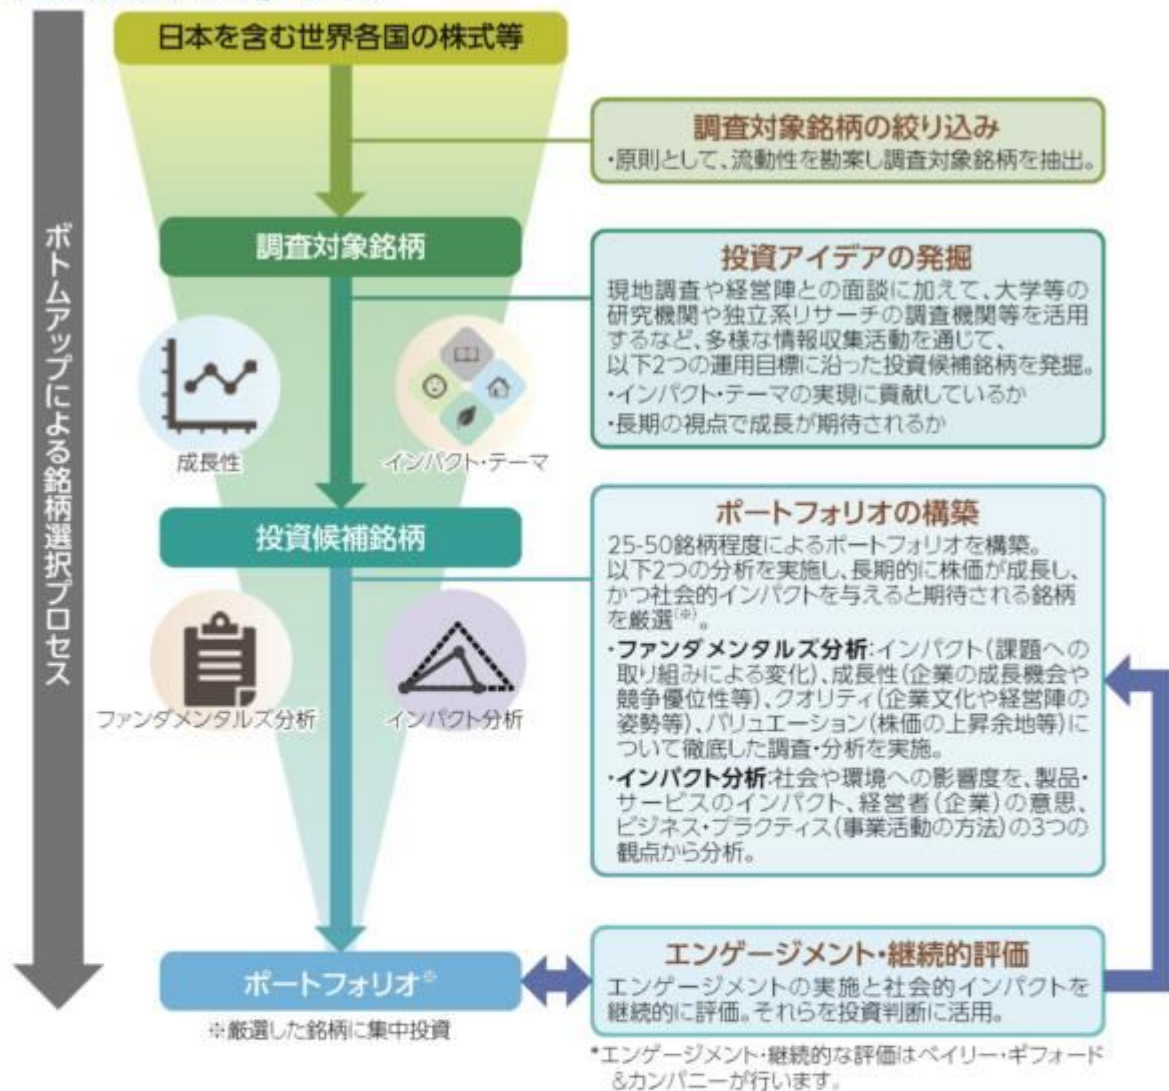 日本を含む世界各国の株式等
調査対象銘柄の絞り込み
・原則として、流動性を勘案し調査対象銘柄を抽出。
ボトムアップによる銘柄選択プロセス
調査対象銘柄
投資アイデアの発掘
現地調査や経営陣との面談に加えて、大学等の
研究機関や独立系リサーチの調査機関等を活用
するなど、多様な情報収集活動を通じて、
以下2つの運用目標に沿った投資候補銘柄を発掘。
・インパクト・テーマの実現に貢献しているか
・長期の視点で成長が期待されるか
成長性
インパクト・テーマ
投資候補銘柄
ポートフォリオの構築
25-50銘柄程度によるポートフォリオを構築。
以下2つの分析を実施し、長期的に株価が成長し、
かつ社会的インパクトを与えると期待される銘柄
を厳選(※)。
・ファンダメンタルズ分析:インパクト(課題への
取り組みによる変化)、成長性(企業の成長機会や
競争優位性等)、クオリティ(企業文化や経営陣の
姿勢等)、バリュエーション(株価の上昇余地等)に
ついて徹底した調査・分析を実施。
・インパクト分析:社会や環境への影響度を、製品・
サービスのインパクト、経営者(企業)の意思、
ビジネス・プラクティス(事業活動の方法)の3つの
観点から分析。
ファンダメンタルズ分析
インパクト分析
ポートフォリオ※
※厳選した銘柄に集中投資
エンゲージメント・継続的評価
エンゲージメントの実施と社会的インパクトを
継続的に評価。それらを投資判断に活用。
*エンゲージメント・継続的な評価はベイリー・ギフォード
&カンパニーが行います。